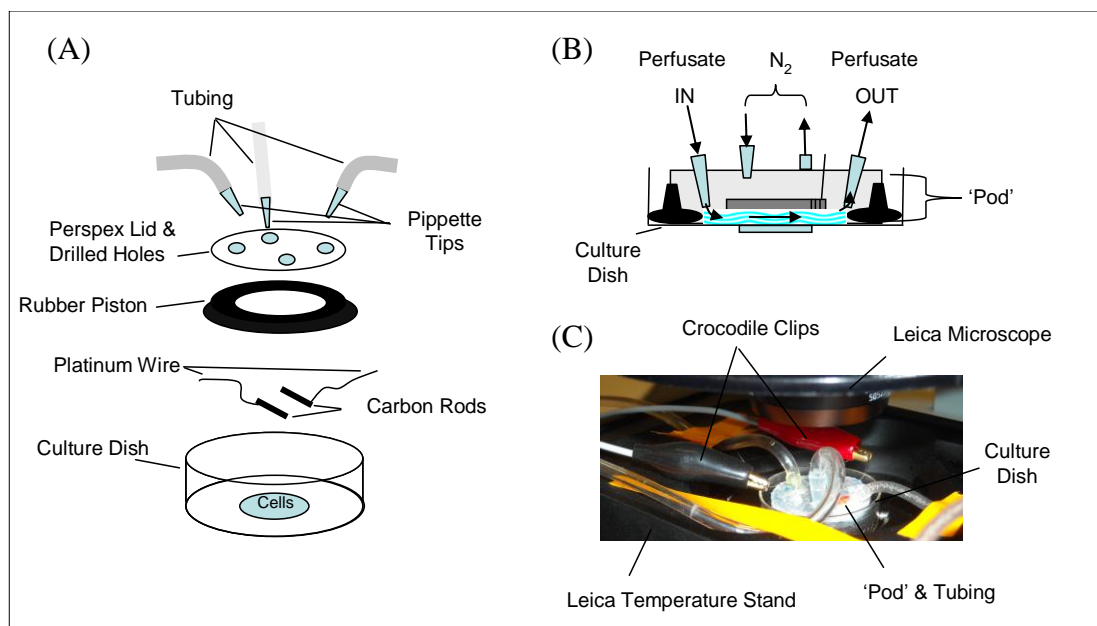 (A)
Tubing
Perspex Lid &
Drilled Holes
Pippette
Tips
Rubber Piston
Platinum Wire
Carbon Rods
Culture Dish
Cells
(B)
Perfusate
IN
N2
Perfusate
OUT
'Pod'
Culture
Dish
(C)
Crocodile Clips
Leica Microscope
Culture
Dish
Leica Temperature Stand
'Pod' & Tubing